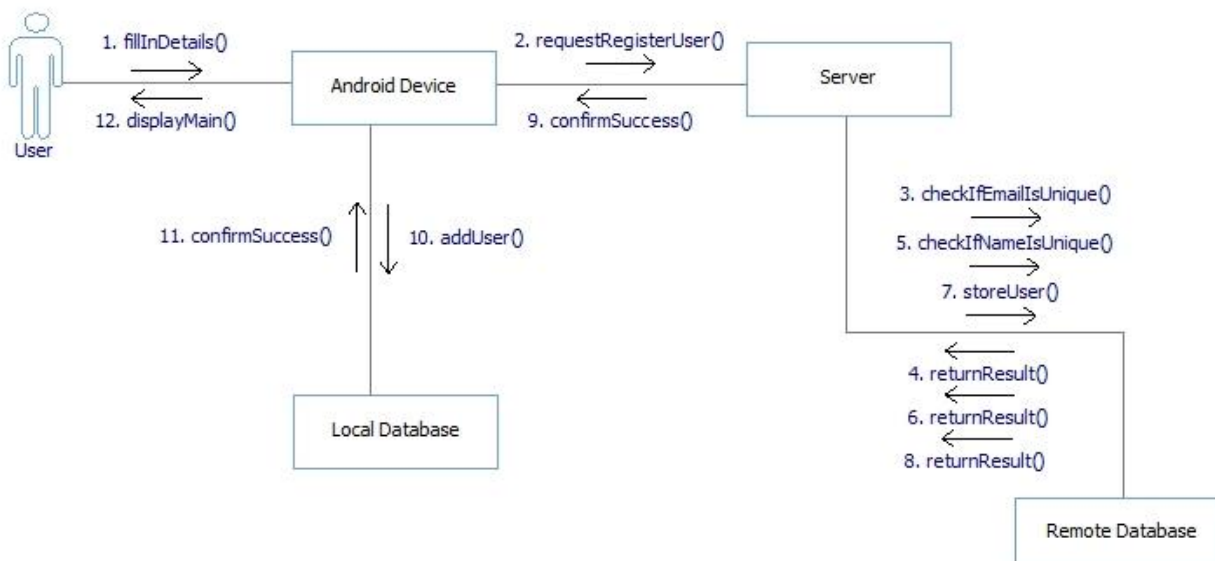 1. fillInDetails()
2. requestRegisterUser()
Android Device
Server
12. displayMain()
9. confirmSuccess()
User
3. checkIfEmailIsUnique()
11. confirmSuccess()
10. addUser()
5. checkIfNameIsUnique()
7. storeUser()
4. returnResult()
6. returnResult()
8. returnResult()
Local Database
Remote Database